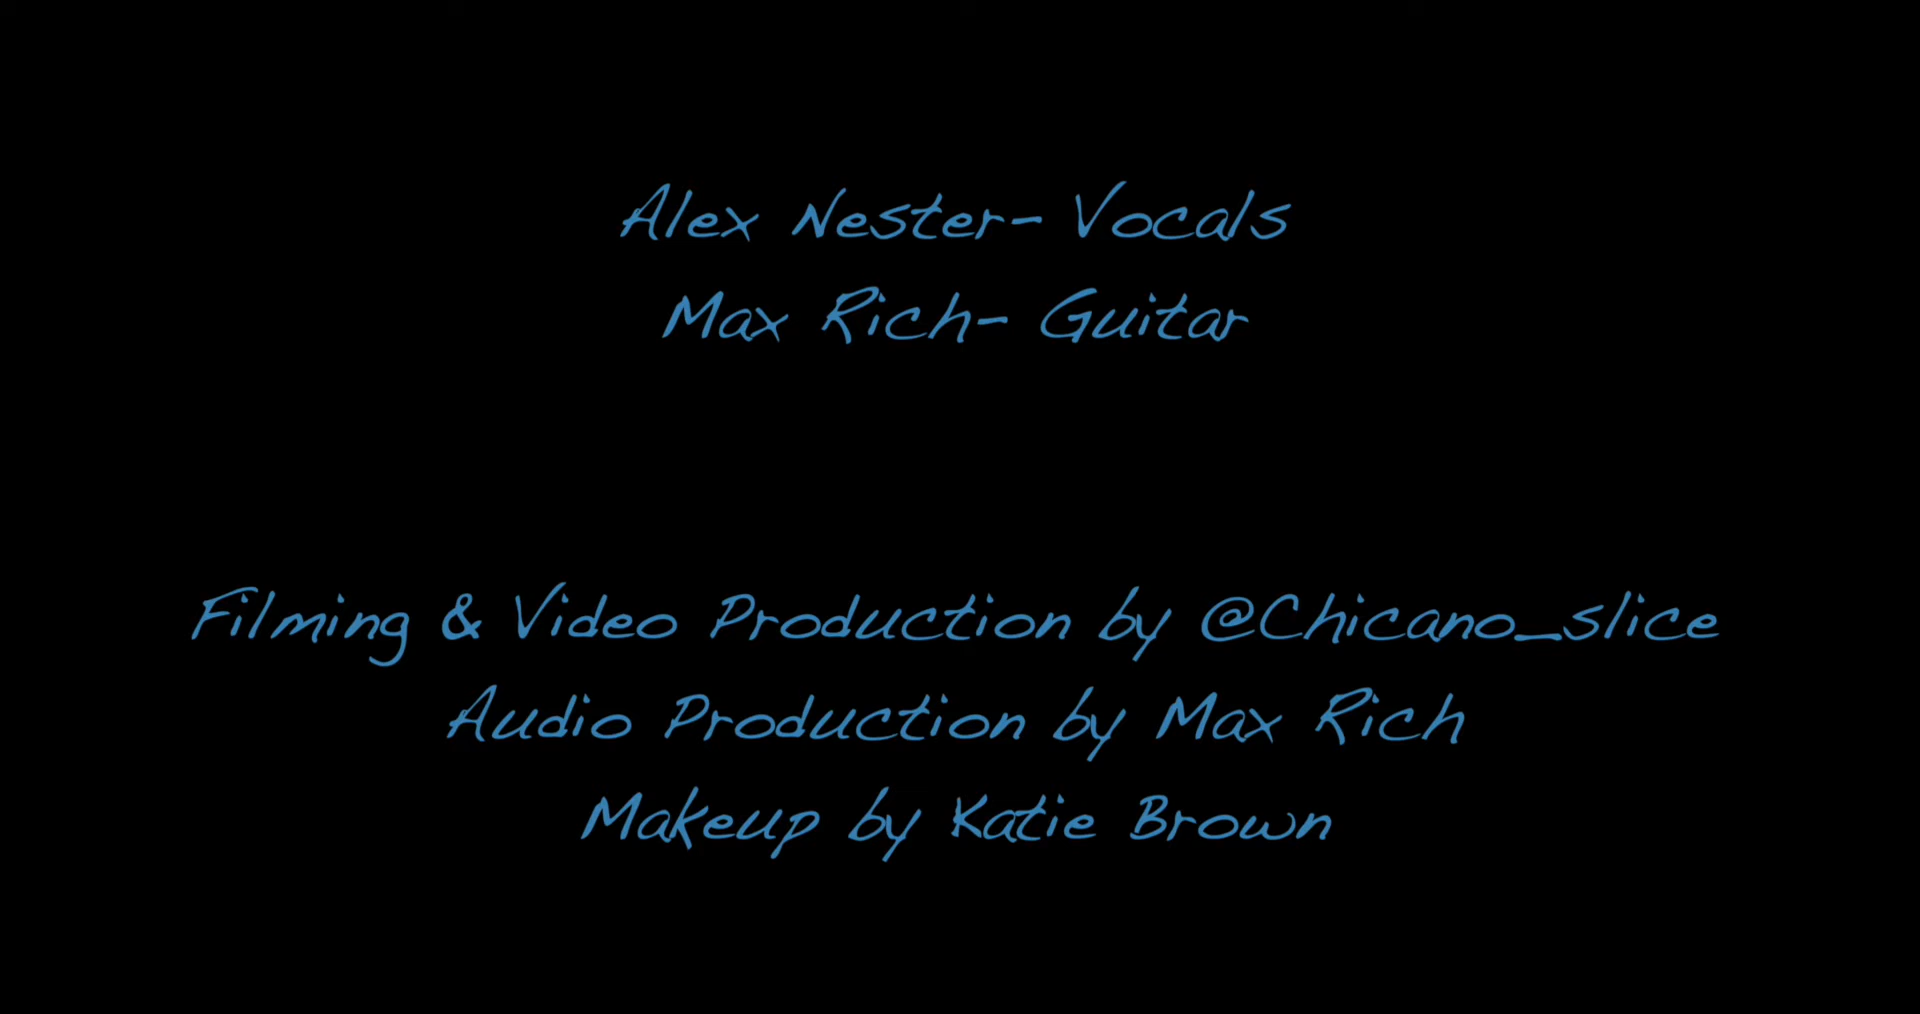 Alex Nester- Vocals
Max Rich- Guitar
Filming & Video Production by @Chicano_slice
Audio Production by Max Rich
Makeup by Katie Brown